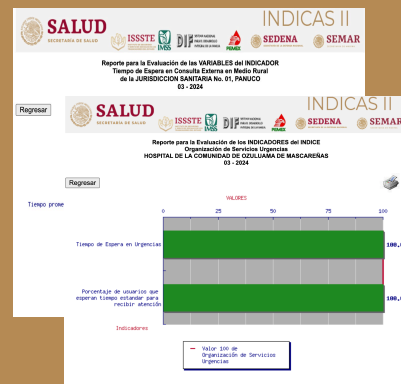 INDICAS II
SALUD
SECRETARÍA DE SALUD
ISSSTE
IMSS
DIF
PEMEX
SEDENA
SEMAR
Reporte para la Evaluación de las VARIABLES del INDICADOR
Tiempo de Espera en Consulta Externa en Medio Rural
de la JURISDICCION SANITARIA No. 01, PANUCO
03 - 2024
Regresar
INDICAS II
SALUD
SECRETARÍA DE SALUD
ISSSTE
IMSS
DIF
PEMEX
SEDENA
SEMAR
Reporte para la Evaluación de los INDICADORES del INDICE
Organización de Servicios Urgencias
HOSPITAL DE LA COMUNIDAD DE OZULUAMA DE MASCAREÑAS
03 - 2024
Regresar
Tiempo prome
VALORES
0 25 50 75 100
Tiempo de Espera en Urgencias
100.
Porcentaje de usuarios que
esperan tiempo estandar para
recibir atención
100.
Indicadores
Valor 100 de
Organización de Servicios
Urgencias